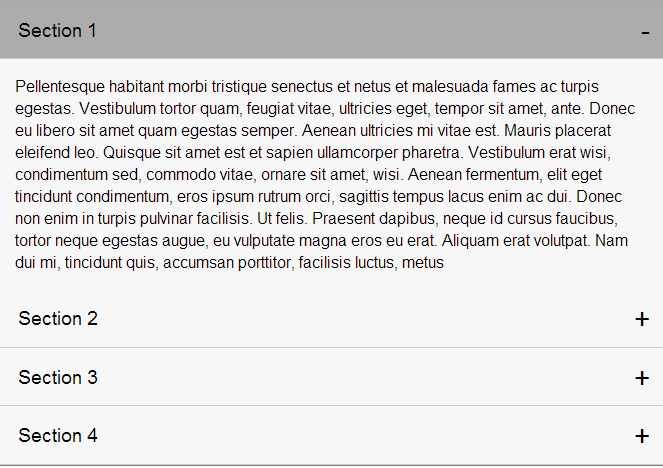 Section 1 -
Pellentesque habitant morbi tristique senectus et netus et malesuada fames ac turpis
egestas. Vestibulum tortor quam, feugiat vitae, ultricies eget, tempor sit amet, ante. Donec
eu libero sit amet quam egestas semper. Aenean ultricies mi vitae est. Mauris placerat
eleifend leo. Quisque sit amet est et sapien ullamcorper pharetra. Vestibulum erat wisi,
condimentum sed, commodo vitae, ornare sit amet, wisi. Aenean fermentum, elit eget
tincidunt condimentum, eros ipsum rutrum orci, sagittis tempus lacus enim ac dui. Donec
non enim in turpis pulvinar facilisis. Ut felis. Praesent dapibus, neque id cursus faucibus,
tortor neque egestas augue, eu vulputate magna eros eu erat. Aliquam erat volutpat. Nam
dui mi, tincidunt quis, accumsan porttitor, facilisis luctus, metus
Section 2 +
Section 3 +
Section 4 +